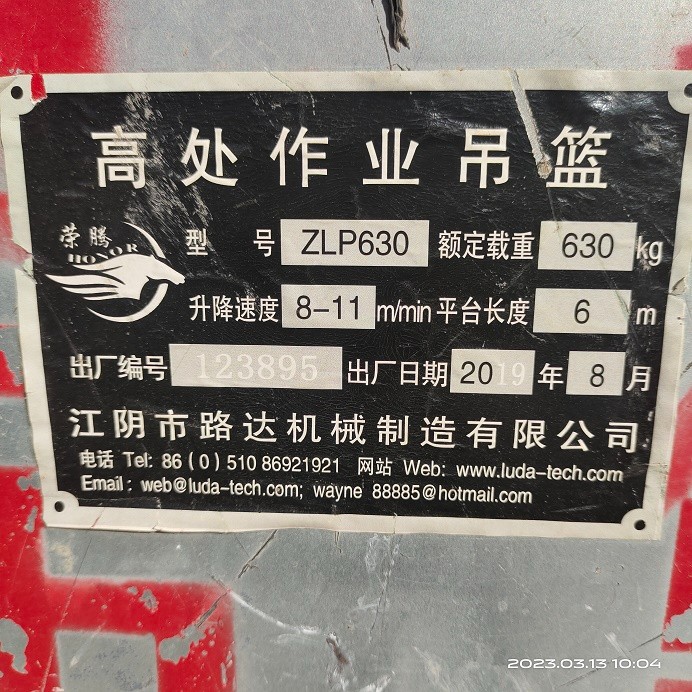 高处作业吊篮
荣腾
HONOR
型 号 ZLP630 额定载重 630 kg
升降速度 8-11 m/min 平台长度 6 m
出厂编号 123895 出厂日期 2019 年 8 月
江阴市路达机械制造有限公司
电话 Tel: 86 (0) 510 86921921 网站 Web: www.luda-tech.com
Email: web@luda-tech.com; wayne 88885@hotmail.com
2023.03.13 10:04